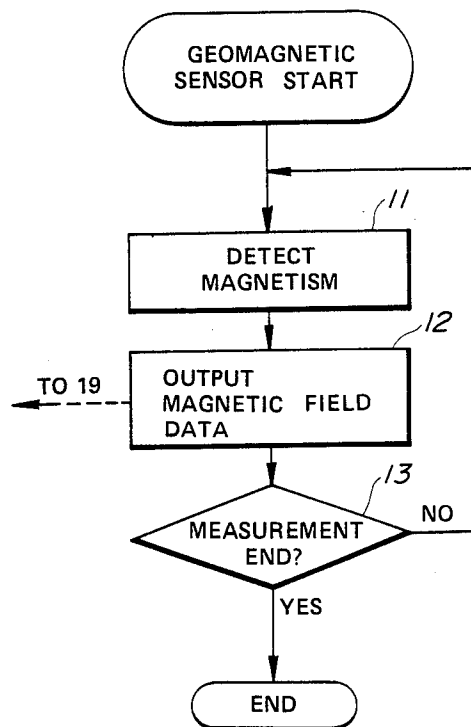 GEOMAGNETIC
SENSOR START
11
DETECT
MAGNETISM
12
TO 19
OUTPUT
MAGNETIC FIELD
DATA
13
MEASUREMENT
END?
NO
YES
END